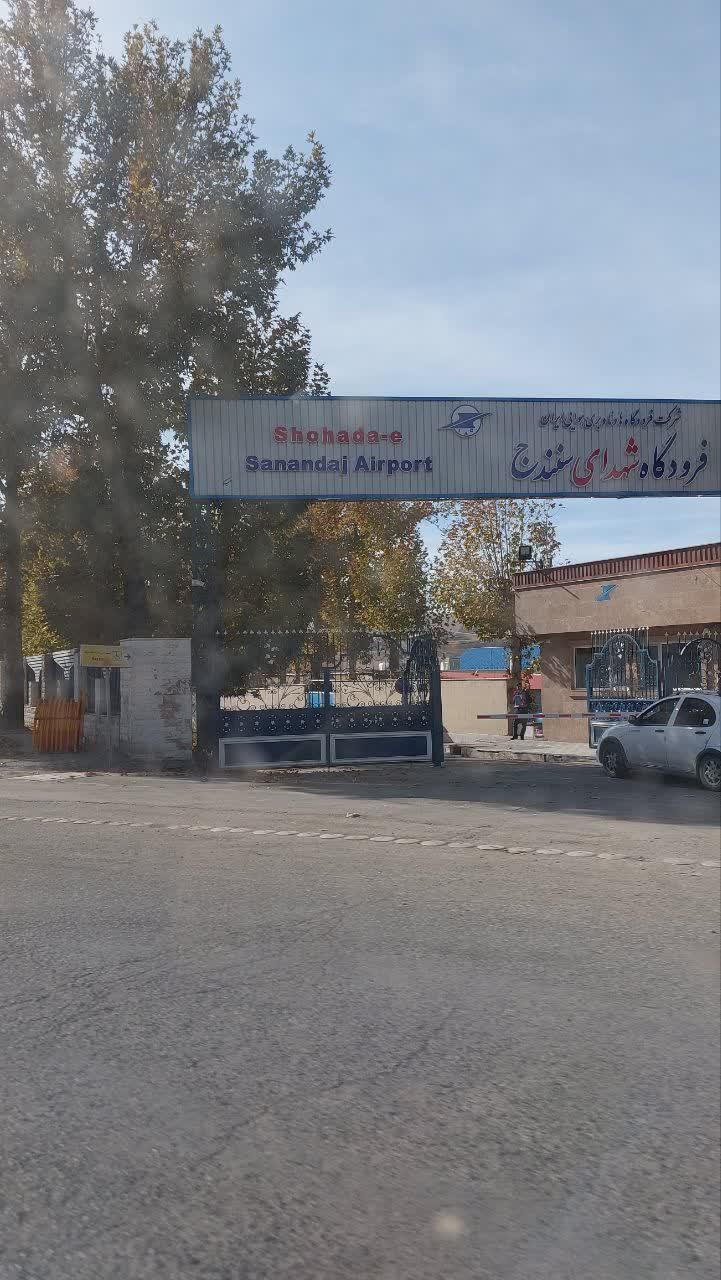 Shohada-e
Sanandaj Airport
شرکت فرودگاه ها و ناوبری هوایی ایران
فرودگاه شهدای سنندج